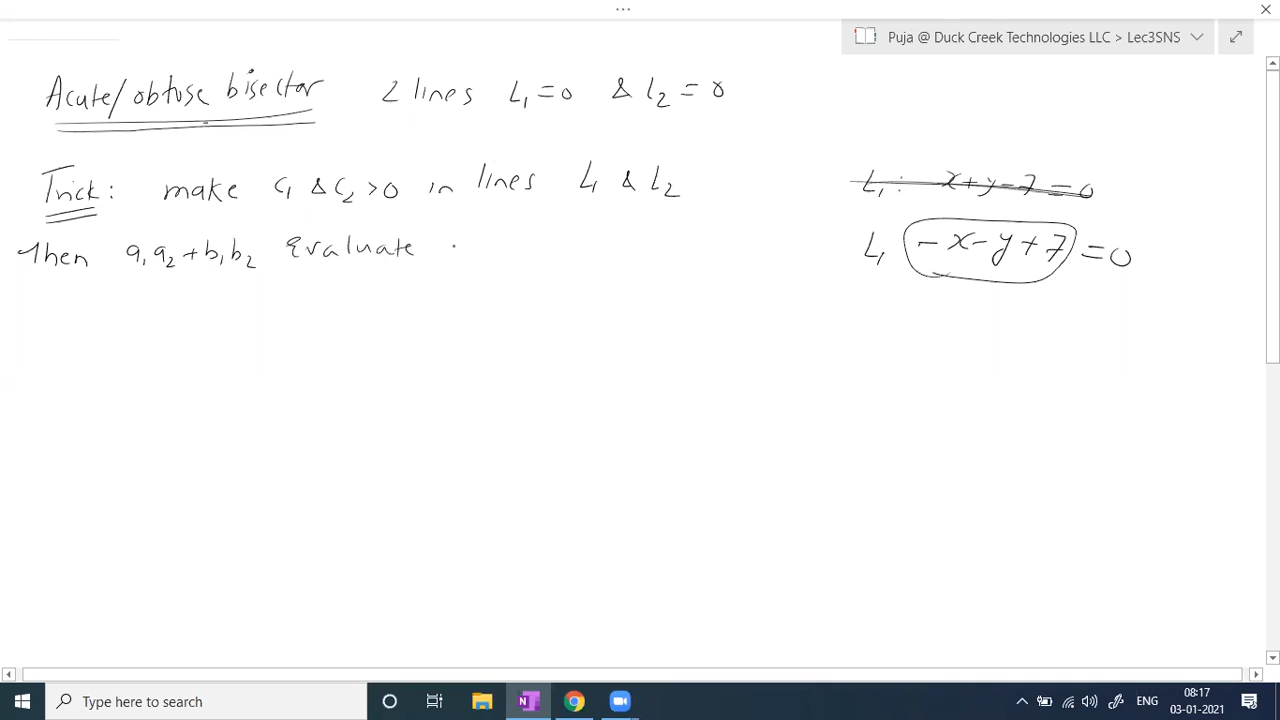 ...
Puja @ Duck Creek Technologies LLC > Lec3SNS
Acute/obtuse bisector 2 lines L₁=0 & L₂=0
Trick: make C₁ & C₂ >0 in lines L₁ & L₂
L₁: x+y-7=0
Then a₁a₂+b₁b₂ Evaluate
L₁ -x-y+7=0
Type here to search
N
ENG
08:17
03-01-2021